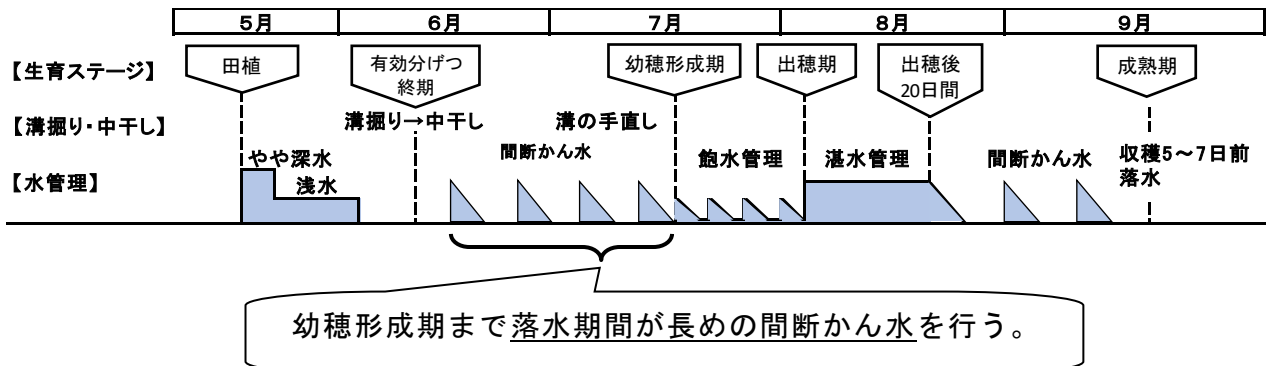 5月 6月 7月 8月 9月
【生育ステージ】
田植
有効分げつ
終期
幼穂形成期
出穂期
出穂後
20日間
成熟期
【溝掘り・中干し】
溝掘り→中干し
溝の手直し
【水管理】
やや深水
浅水
間断かん水
飽水管理
湛水管理
間断かん水
収穫5～7日前
落水
幼穂形成期まで落水期間が長めの間断かん水を行う。